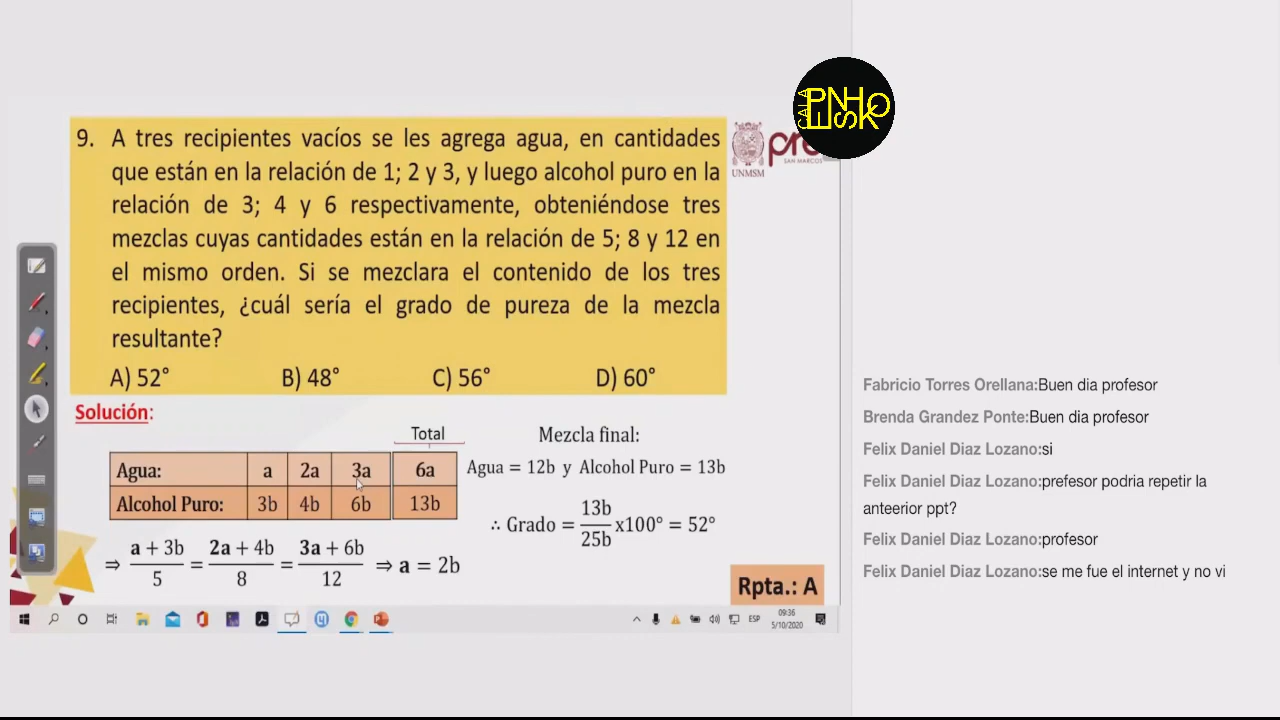 9. A tres recipientes vacíos se les agrega agua, en cantidades
que están en la relación de 1; 2 y 3, y luego alcohol puro en la
relación de 3; 4 y 6 respectivamente, obteniéndose tres
mezclas cuyas cantidades están en la relación de 5; 8 y 12 en
el mismo orden. Si se mezclara el contenido de los tres
recipientes, ¿cuál sería el grado de pureza de la mezcla
resultante?
A) 52° B) 48° C) 56° D) 60°
UNMSM
pre
SAN MARCOS
CALA
PNHO
ESK
Solución:
Total
Agua: a 2a 3a 6a
Alcohol Puro: 3b 4b 6b 13b
⇒ a + 3b / 5 = 2a + 4b / 8 = 3a + 6b / 12 ⇒ a = 2b
Mezcla final:
Agua = 12b y Alcohol Puro = 13b
∴ Grado = 13b / 25b x100° = 52°
Rpta.: A
ESP
09:36
5/10/2020
Fabricio Torres Orellana:Buen dia profesor
Brenda Grandez Ponte:Buen dia profesor
Felix Daniel Diaz Lozano:si
Felix Daniel Diaz Lozano:prefesor podria repetir la
anteerior ppt?
Felix Daniel Diaz Lozano:profesor
Felix Daniel Diaz Lozano:se me fue el internet y no vi